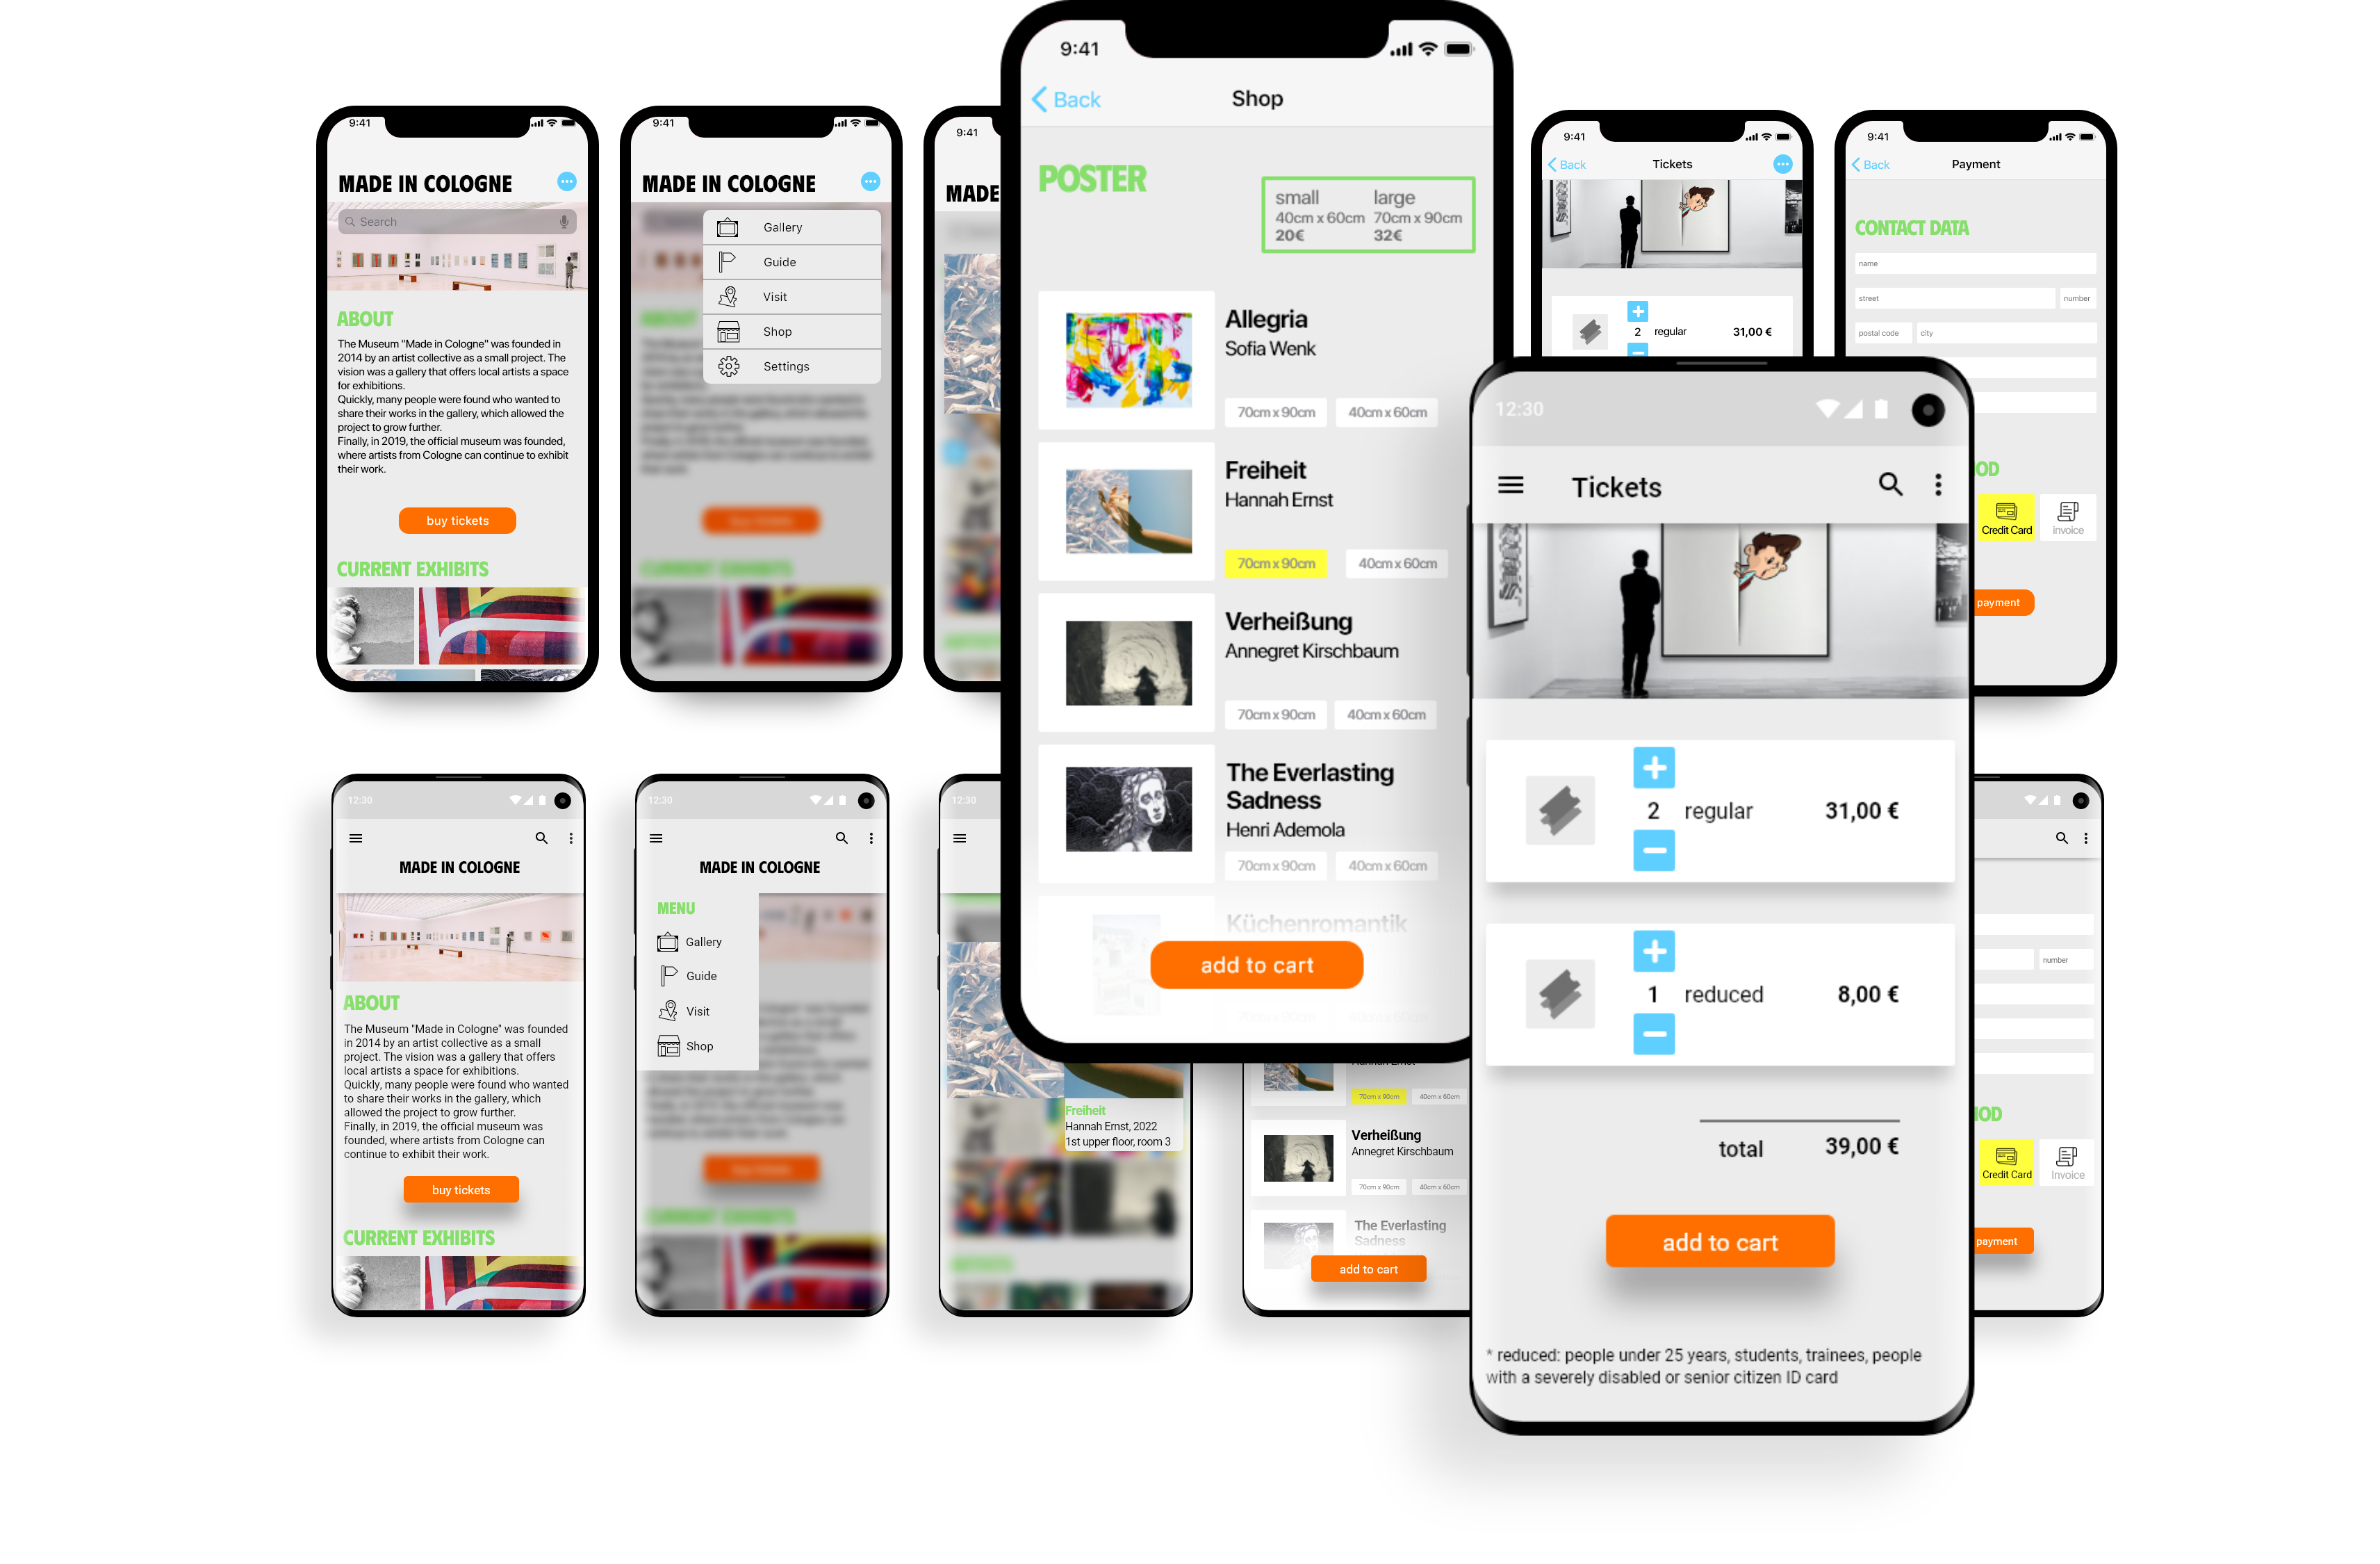 9:41
MADE IN COLOGNE
Search
ABOUT
The Museum "Made in Cologne" was founded in
2014 by an artist collective as a small project. The
vision was a gallery that offers local artists a space
for exhibitions.
Quickly, many people were found who wanted to
share their works in the gallery, which allowed the
project to grow further.
Finally, in 2019, the official museum was founded,
where artists from Cologne can continue to exhibit
their work.
buy tickets
CURRENT EXHIBITS
9:41
MADE IN COLOGNE
Gallery
Guide
Visit
Shop
Settings
ABOUT
buy tickets
CURRENT EXHIBITS
9:41
MADE
9:41
Back
Shop
POSTER
small large
40cm x 60cm 70cm x 90cm
20€ 32€
Allegria
Sofia Wenk
70cm x 90cm 40cm x 60cm
Freiheit
Hannah Ernst
70cm x 90cm 40cm x 60cm
Verheißung
Annegret Kirschbaum
70cm x 90cm 40cm x 60cm
The Everlasting
Sadness
Henri Ademola
70cm x 90cm 40cm x 60cm
Küchenromantik
add to cart
9:41
Back
Tickets
2 regular 31,00 €
9:41
Back
Payment
CONTACT DATA
name
street number
postal code city
OD
Credit Card invoice
payment
12:30
Tickets
2 regular 31,00 €
1 reduced 8,00 €
total 39,00 €
add to cart
* reduced: people under 25 years, students, trainees, people
with a severely disabled or senior citizen ID card
12:30
MADE IN COLOGNE
ABOUT
The Museum "Made in Cologne" was founded
in 2014 by an artist collective as a small
project. The vision was a gallery that offers
local artists a space for exhibitions.
Quickly, many people were found who wanted
to share their works in the gallery, which
allowed the project to grow further.
Finally, in 2019, the official museum was
founded, where artists from Cologne can
continue to exhibit their work.
buy tickets
CURRENT EXHIBITS
12:30
MADE IN COLOGNE
MENU
Gallery
Guide
Visit
Shop
buy tickets
CURRENT EXHIBITS
12:30
Freiheit
Hannah Ernst, 2022
1st upper floor, room 3
ARTISTS
Hannah Ernst
70cm x 90cm 40cm x 60cm
Verheißung
Annegret Kirschbaum
70cm x 90cm 40cm x 60cm
The Everlasting
Sadness
add to cart
number
OD
Credit Card Invoice
payment